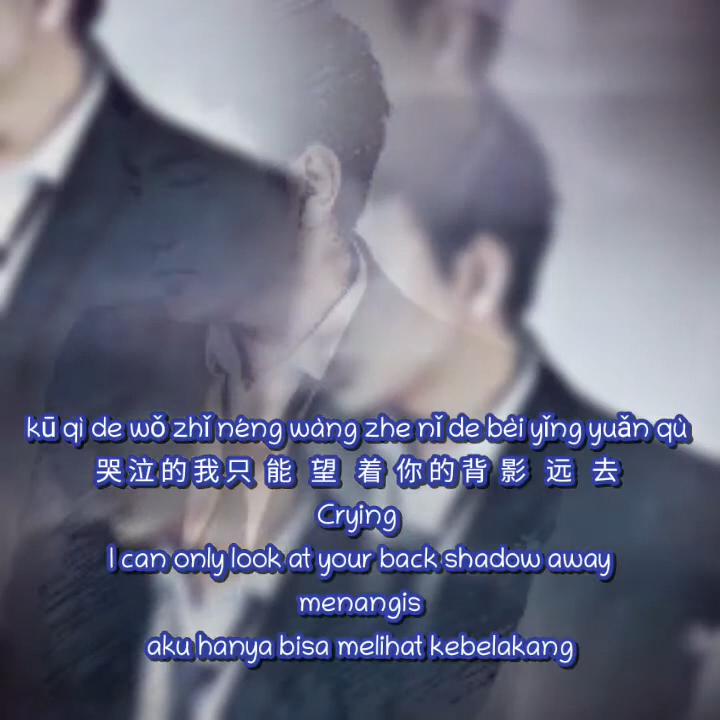 kū qì de wǒ zhǐ néng wàng zhe nǐ de bèi yǐng yuǎn qù
哭泣的我只能望着你的背影远去
Crying
I can only look at your back shadow away
menangis
aku hanya bisa melihat kebelakang